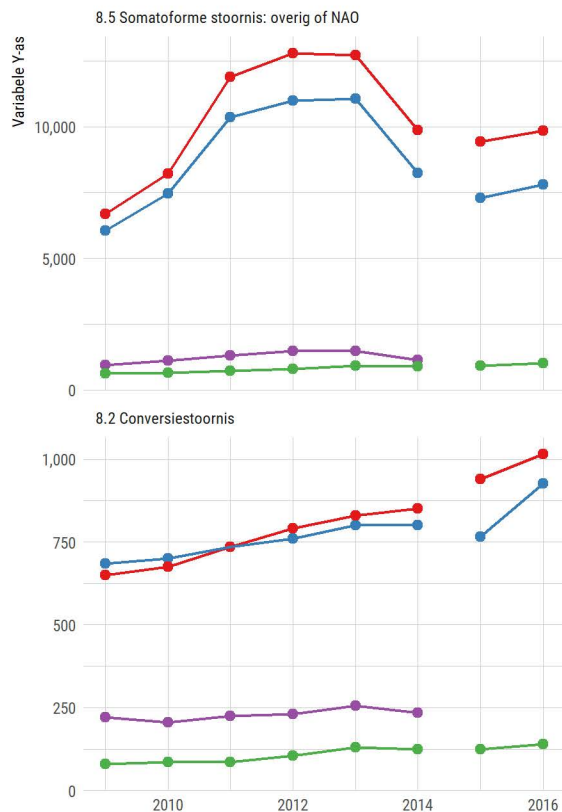 8.5 Somatoforme stoornis: overig of NAO
Variabele Y-as
10,000
5,000
0
8.2 Conversiestoornis
1,000
750
500
250
0
2010 2012 2014 2016